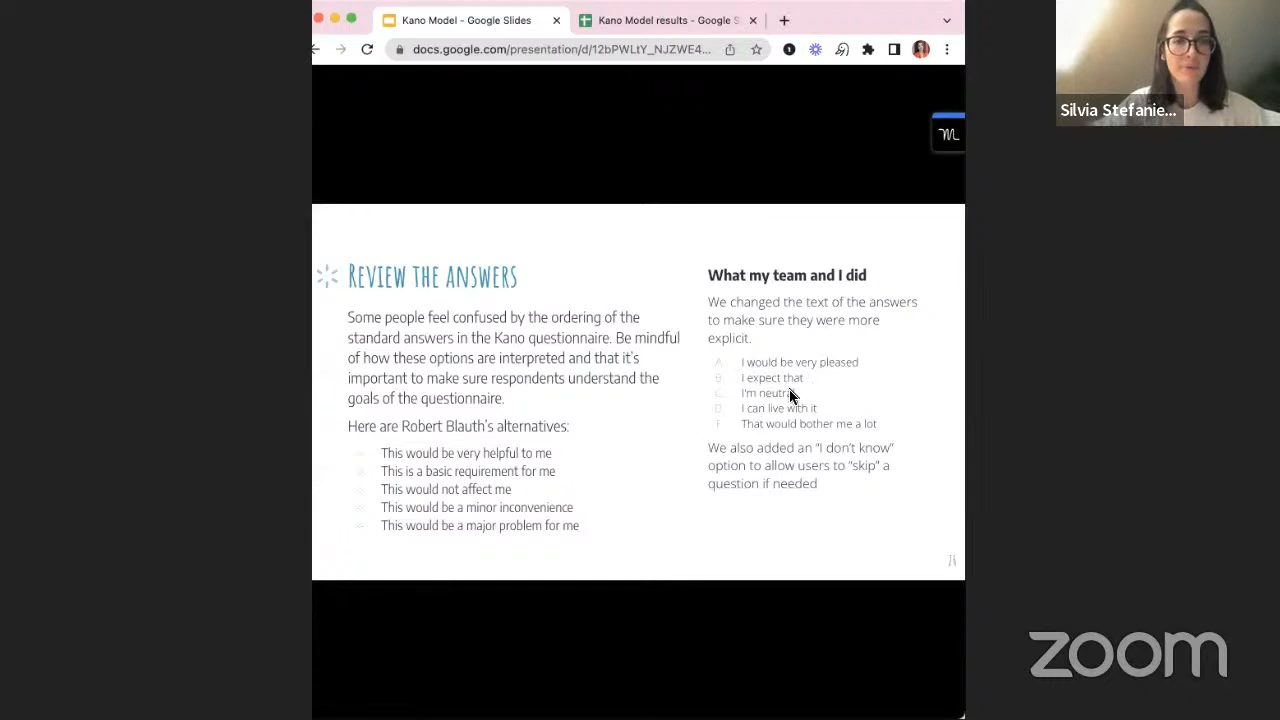 Kano Model - Google Slides
Kano Model results - Google S
docs.google.com/presentation/d/12bPWLtY_NJZWE4...
Silvia Stefanie...
REVIEW THE ANSWERS
Some people feel confused by the ordering of the
standard answers in the Kano questionnaire. Be mindful
of how these options are interpreted and that it's
important to make sure respondents understand the
goals of the questionnaire.
Here are Robert Blauth's alternatives:
This would be very helpful to me
This is a basic requirement for me
This would not affect me
This would be a minor inconvenience
This would be a major problem for me
What my team and I did
We changed the text of the answers
to make sure they were more
explicit.
A I would be very pleased
B I expect that
C I'm neutral
D I can live with it
F That would bother me a lot
We also added an "I don't know"
option to allow users to "skip" a
question if needed
zoom